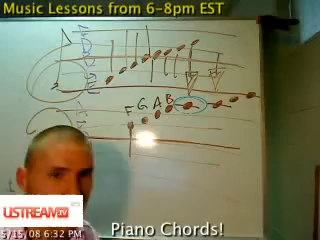 Music Lessons from 6-8pm EST
F G A B
USTREAM TV
5/15/08 6:32 PM
Piano Chords!